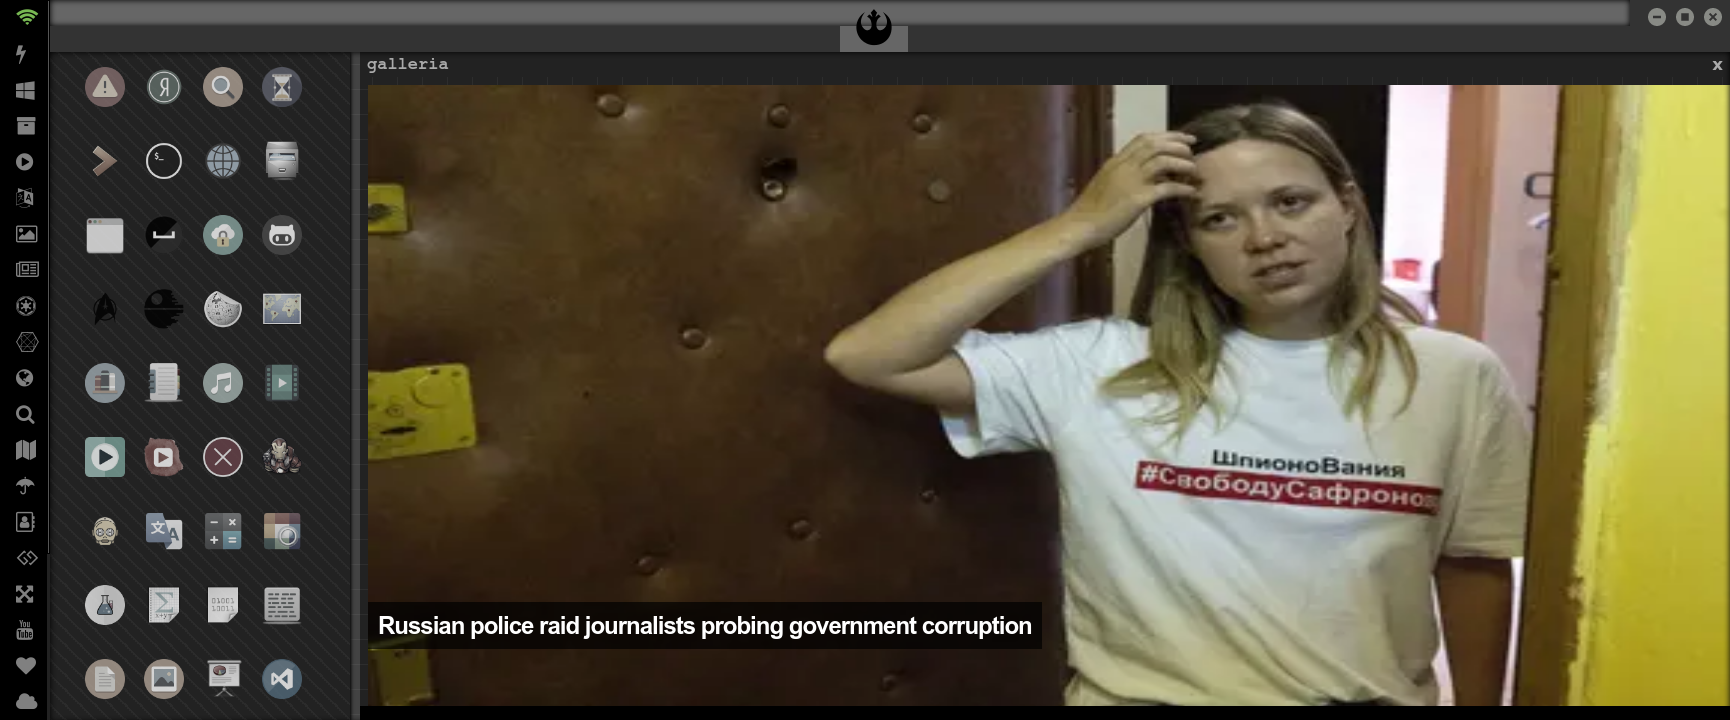 galleria
x
ШпионоВания
#СвободуСафронов
Russian police raid journalists probing government corruption